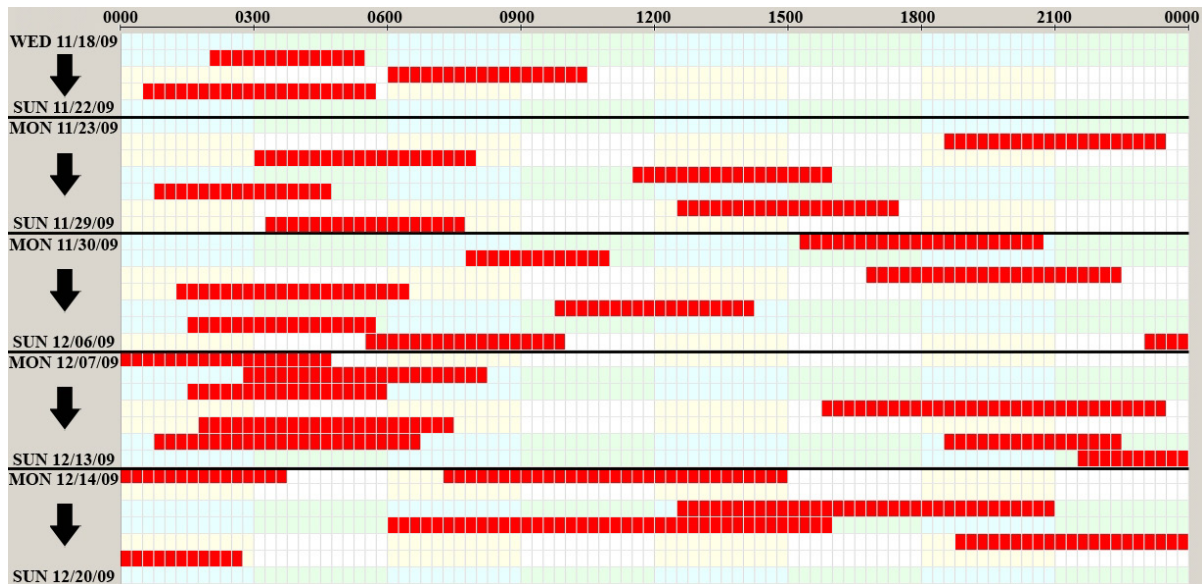 0000 0300 0600 0900 1200 1500 1800 2100 0000
WED 11/18/09
SUN 11/22/09
MON 11/23/09
SUN 11/29/09
MON 11/30/09
SUN 12/06/09
MON 12/07/09
SUN 12/13/09
MON 12/14/09
SUN 12/20/09